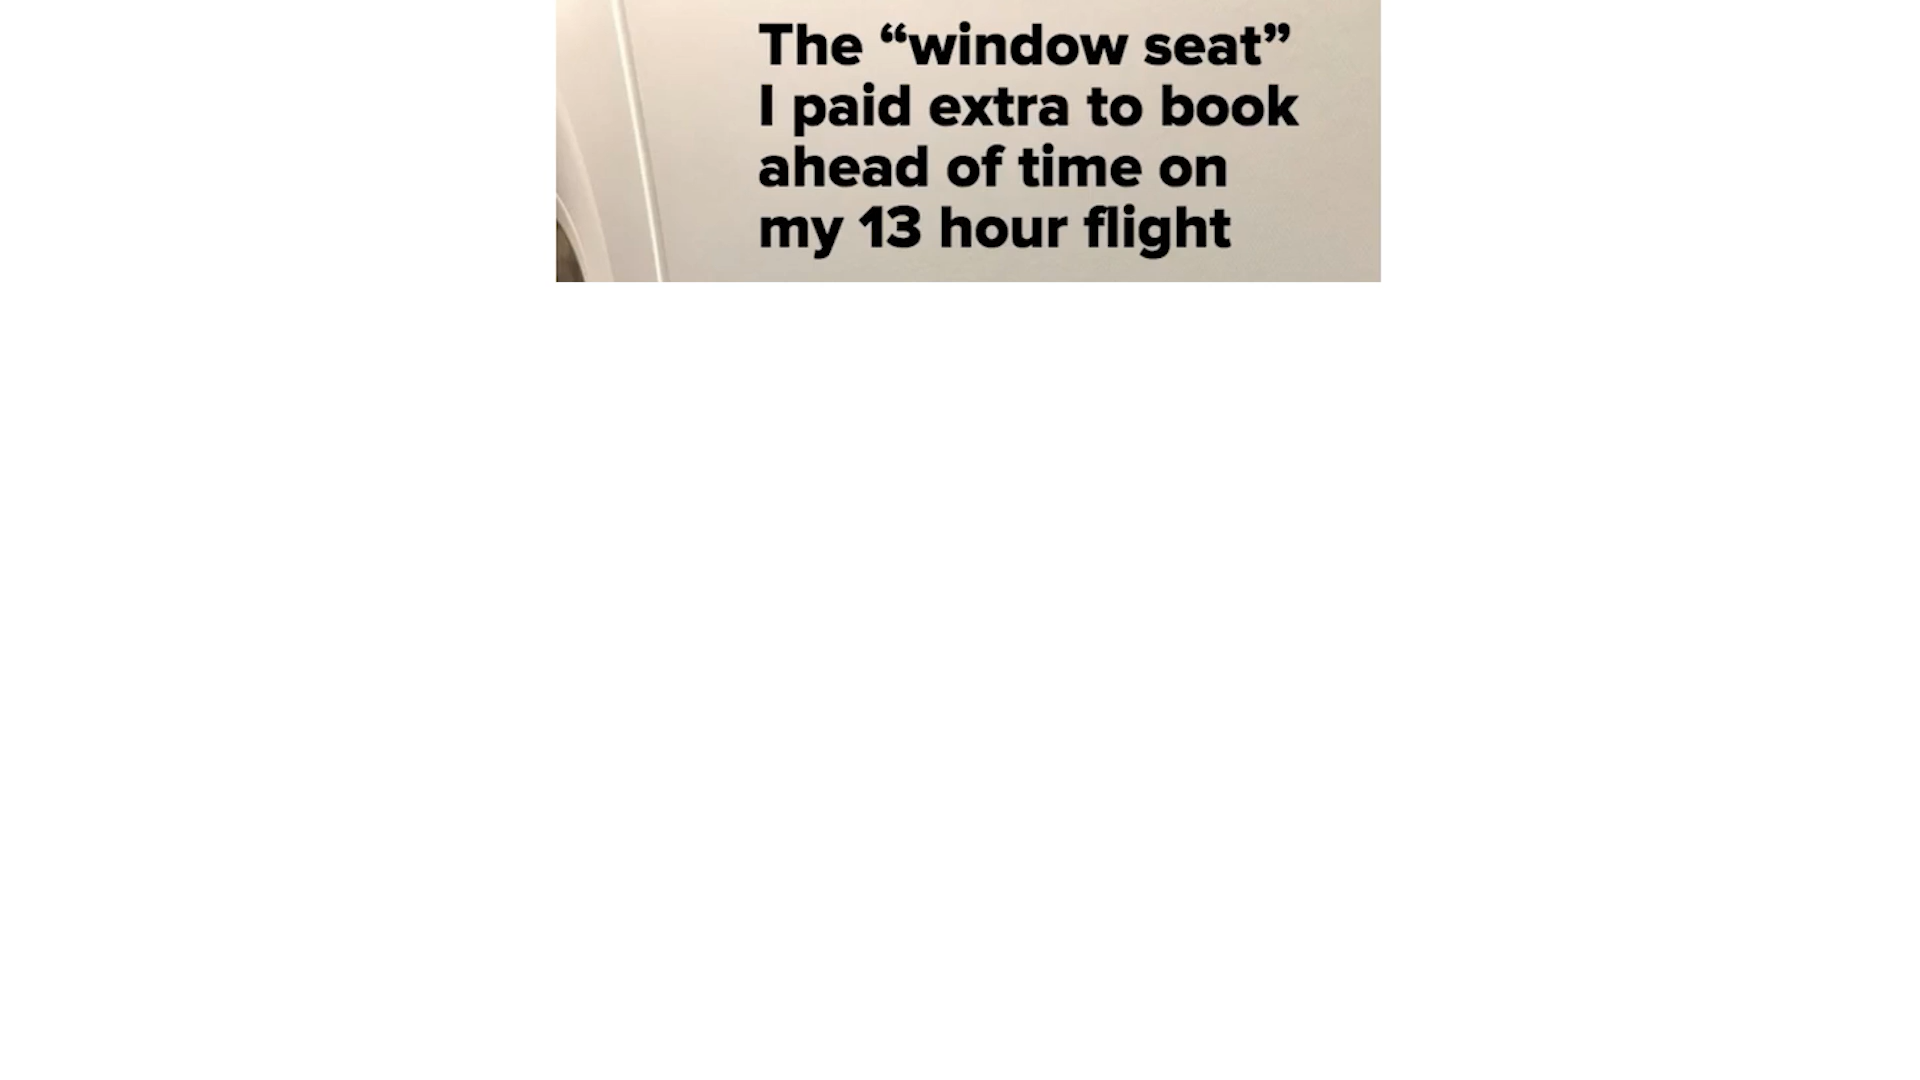 The “window seat”
I paid extra to book
ahead of time on
my 13 hour flight